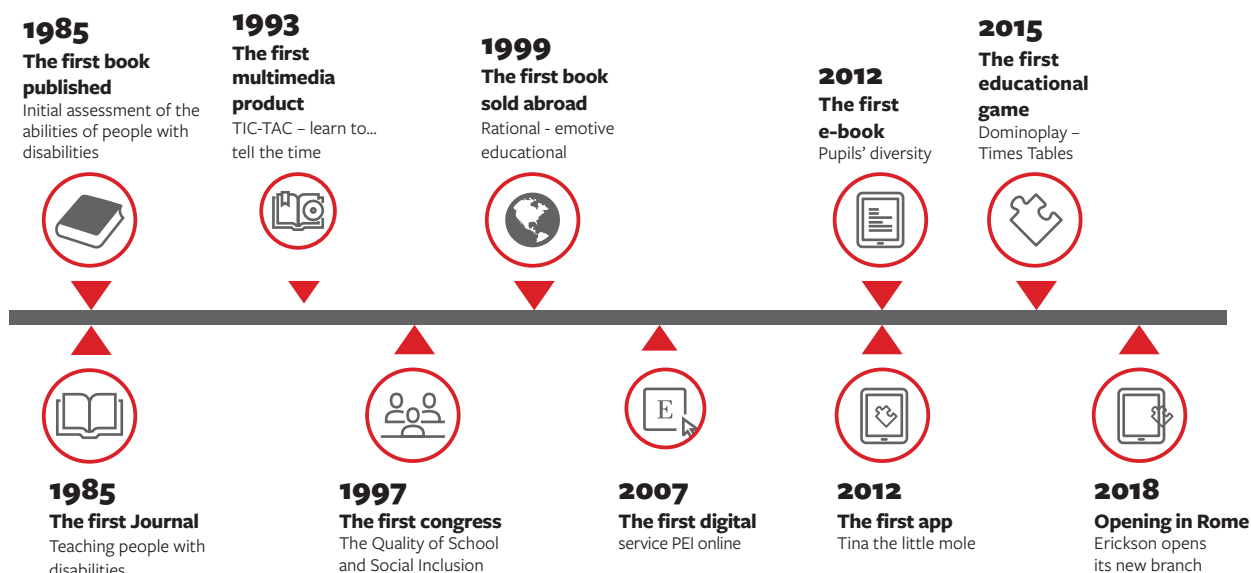 1985
The first book
published
Initial assessment of the
abilities of people with
disabilities
1993
The first
multimedia
product
TIC-TAC – learn to...
tell the time
1999
The first book
sold abroad
Rational - emotive
educational
2012
The first
e-book
Pupils’ diversity
2015
The first
educational
game
Dominoplay –
Times Tables
E
1985
The first Journal
Teaching people with
disabilities
1997
The first congress
The Quality of School
and Social Inclusion
2007
The first digital
service PEI online
2012
The first app
Tina the little mole
2018
Opening in Rome
Erickson opens
its new branch